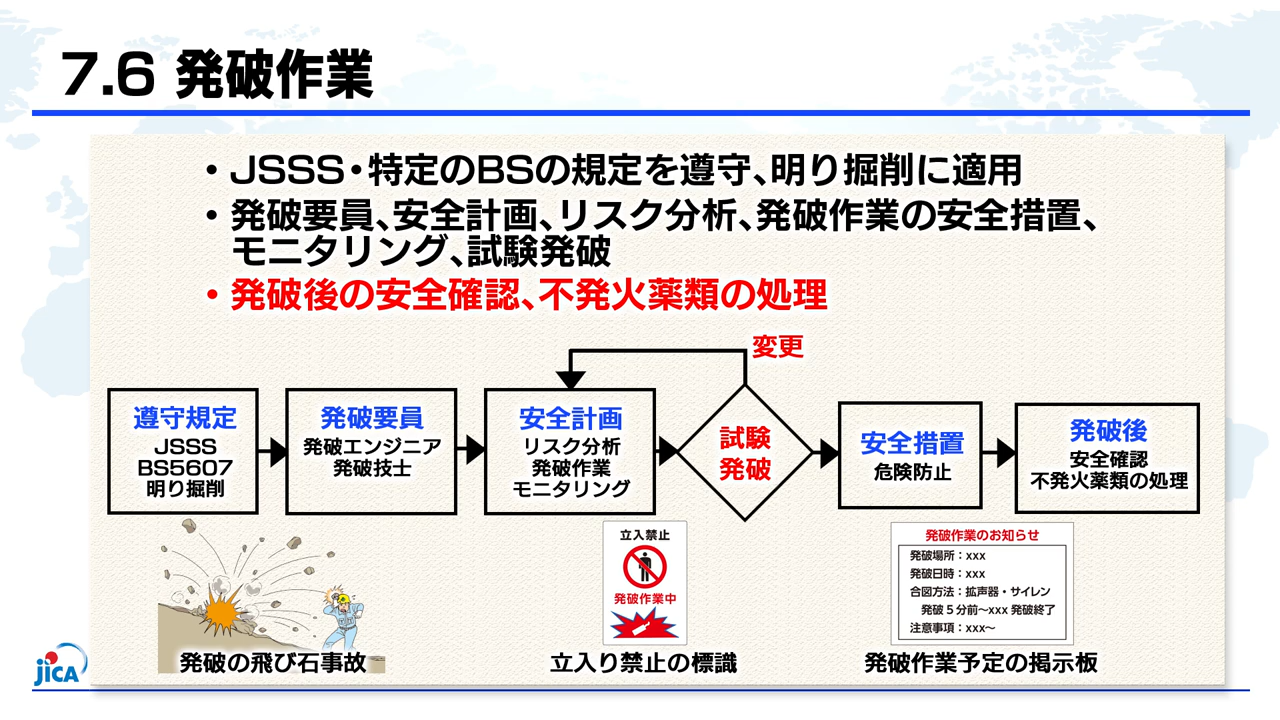 7.6 発破作業
・JSSS・特定のBSの規定を遵守、明り掘削に適用
・発破要員、安全計画、リスク分析、発破作業の安全措置、
モニタリング、試験発破
・発破後の安全確認、不発火薬類の処理
変更
遵守規定
JSSS
BS5607
明り掘削
発破要員
発破エンジニア
発破技士
安全計画
リスク分析
発破作業
モニタリング
試験
発破
安全措置
危険防止
発破後
安全確認
不発火薬類の処理
発破の飛び石事故
立入禁止
発破作業中
立入り禁止の標識
発破作業のお知らせ
発破場所：xxx
発破日時：xxx
合図方法：拡声器・サイレン
発破５分前～xxx 発破終了
注意事項：xxx～
発破作業予定の掲示板
jICA